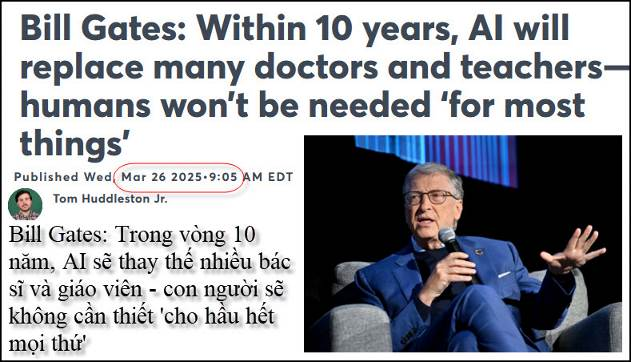 Bill Gates: Within 10 years, AI will
replace many doctors and teachers—
humans won't be needed 'for most
things'
Published Wed, Mar 26 2025•9:05 AM EDT
Tom Huddleston Jr.
Bill Gates: Trong vòng 10
năm, AI sẽ thay thế nhiều bác
sĩ và giáo viên - con người sẽ
không cần thiết 'cho hầu hết
mọi thứ'